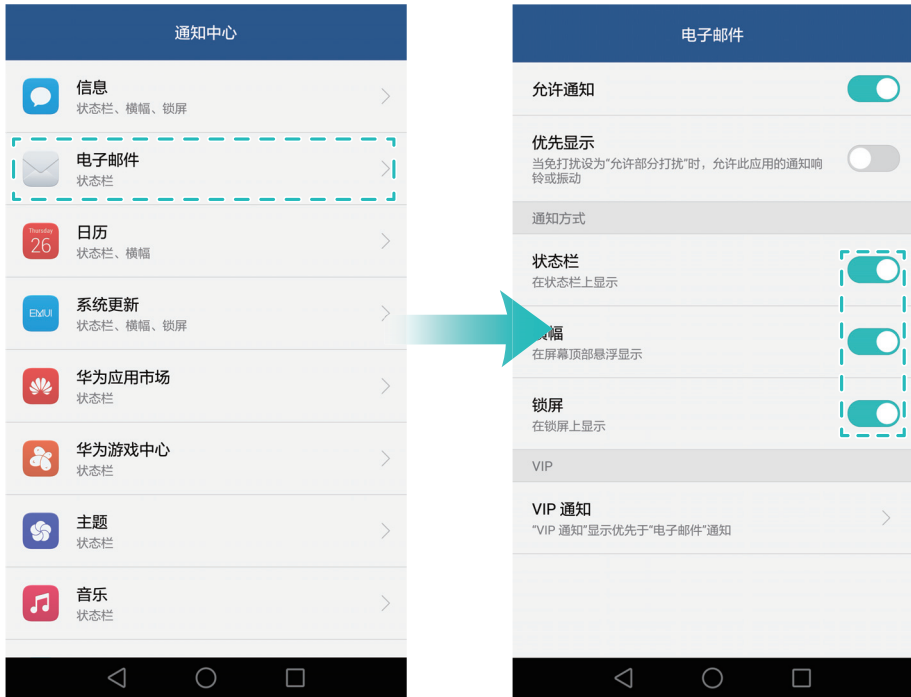 通知中心
信息
状态栏、横幅、锁屏
电子邮件
状态栏
Thursday
26
日历
状态栏、横幅
EMUI
系统更新
状态栏、横幅、锁屏
华为应用市场
状态栏
华为游戏中心
状态栏
主题
状态栏
音乐
状态栏
电子邮件
允许通知
优先显示
当免打扰设为“允许部分打扰”时，允许此应用的通知响
铃或振动
通知方式
状态栏
在状态栏上显示
幅
在屏幕顶部悬浮显示
锁屏
在锁屏上显示
VIP
VIP 通知
“VIP 通知”显示优先于“电子邮件”通知